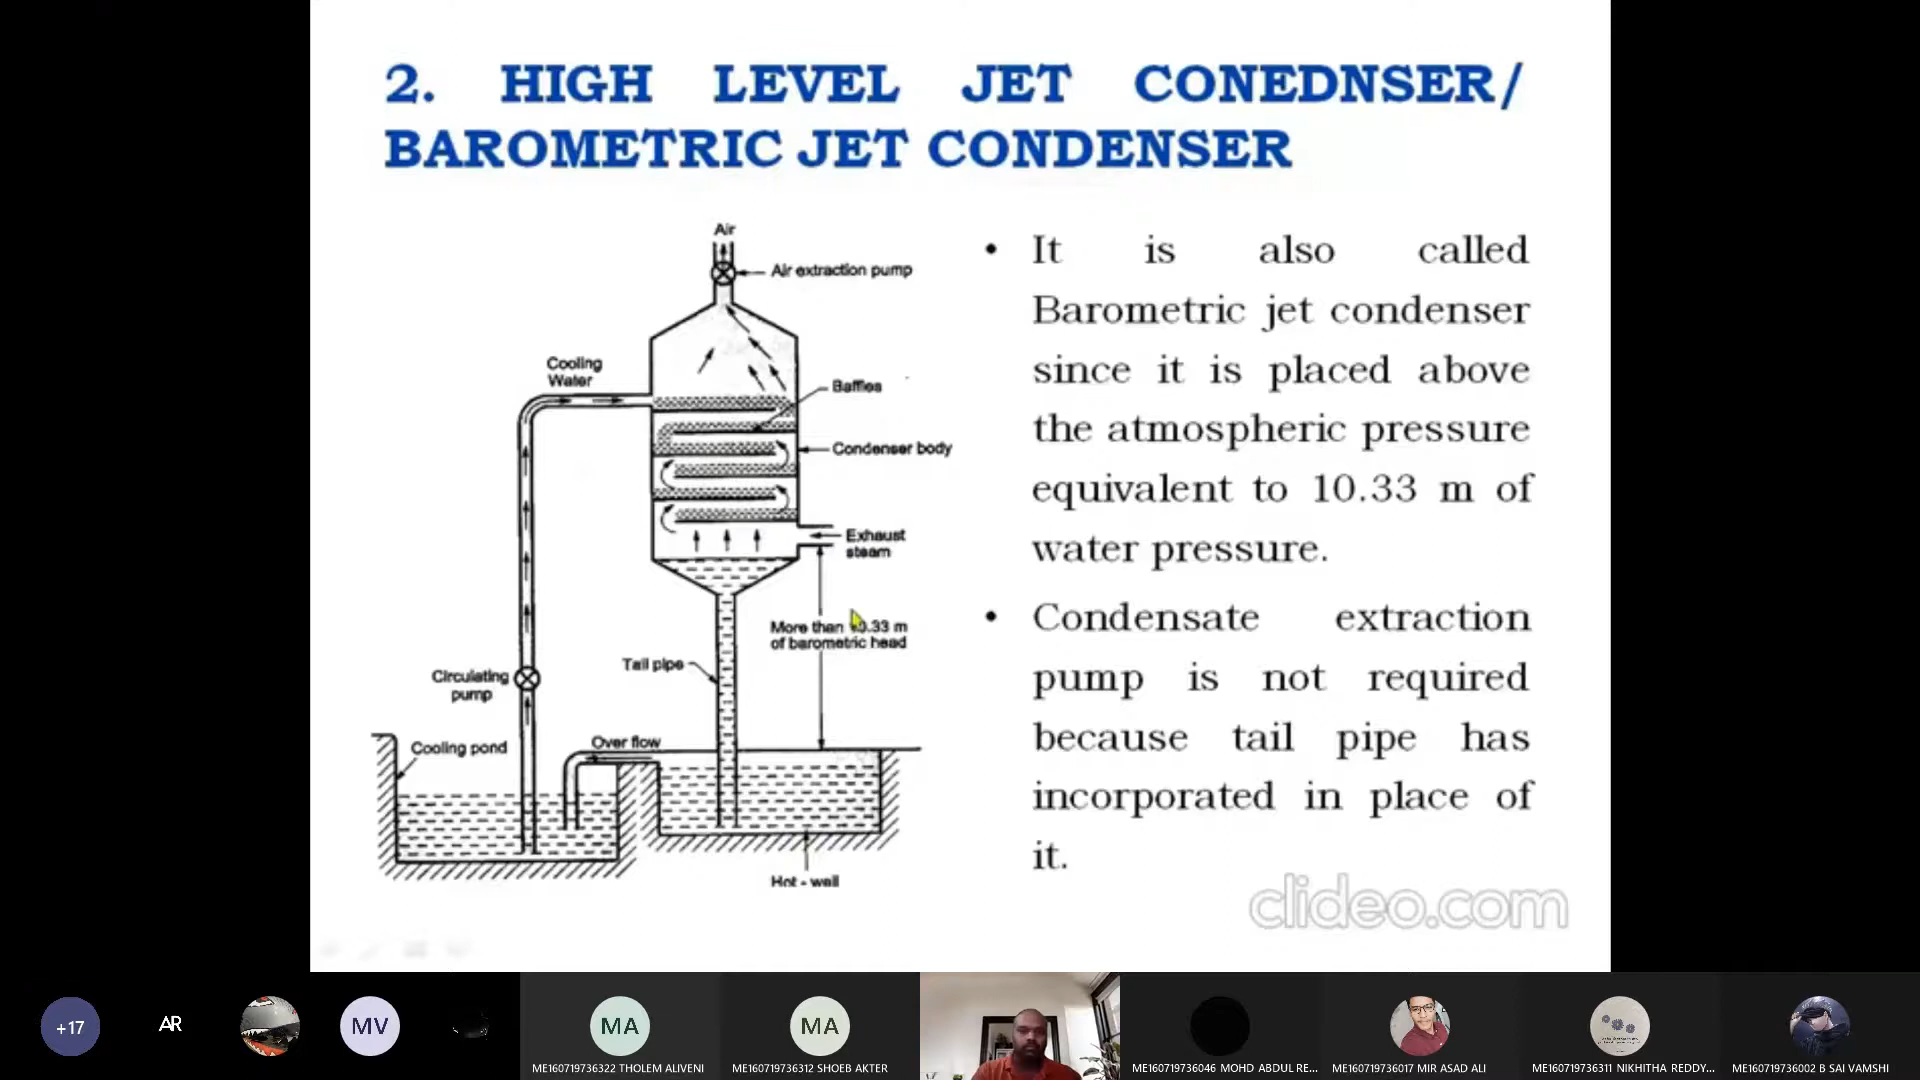 2. HIGH LEVEL JET CONEDNSER/
BAROMETRIC JET CONDENSER
Air
Air extraction pump
Cooling
Water
Baffles
Condenser body
Exhaust
steam
More than 10.33 m
of barometric head
Tail pipe
Circulating
pump
Cooling pond
Over flow
Hot - well
• It is also called
Barometric jet condenser
since it is placed above
the atmospheric pressure
equivalent to 10.33 m of
water pressure.
• Condensate extraction
pump is not required
because tail pipe has
incorporated in place of
it.
clideo.com
+17
AR
MV
MA
ME160719736322 THOLEM ALIVENI
MA
ME160719736312 SHOEB AKTER
ME160719736046 MOHD ABDUL RE...
ME160719736017 MIR ASAD ALI
ME160719736311 NIKHITHA REDDY...
ME160719736002 B SAI VAMSHI